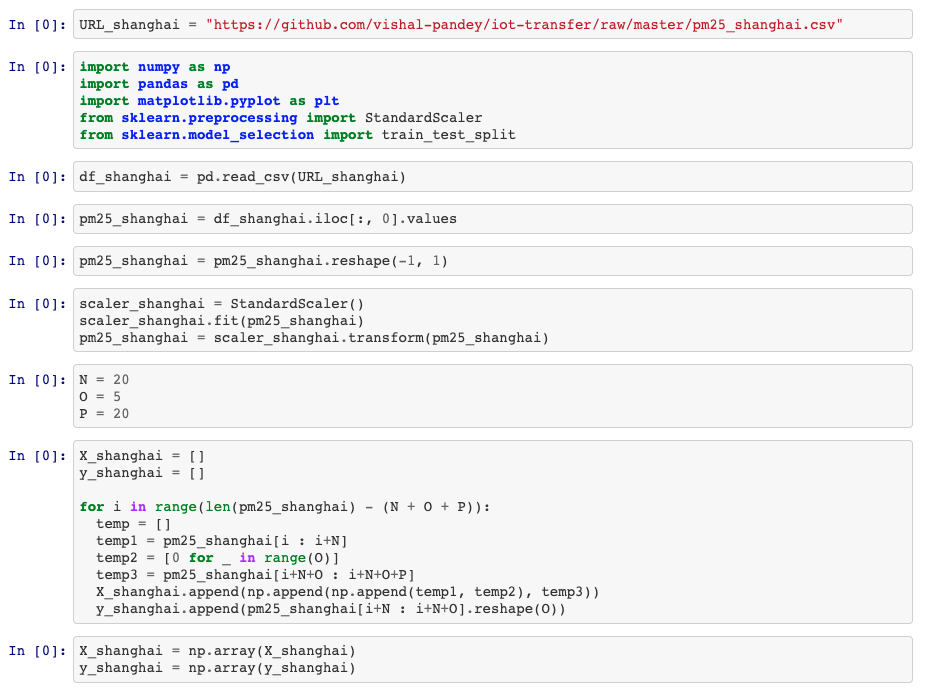 In [0]: URL_shanghai = "https://github.com/vishal-pandey/iot-transfer/raw/master/pm25_shanghai.csv"
In [0]: import numpy as np
import pandas as pd
import matplotlib.pyplot as plt
from sklearn.preprocessing import StandardScaler
from sklearn.model_selection import train_test_split
In [0]: df_shanghai = pd.read_csv(URL_shanghai)
In [0]: pm25_shanghai = df_shanghai.iloc[:, 0].values
In [0]: pm25_shanghai = pm25_shanghai.reshape(-1, 1)
In [0]: scaler_shanghai = StandardScaler()
scaler_shanghai.fit(pm25_shanghai)
pm25_shanghai = scaler_shanghai.transform(pm25_shanghai)
In [0]: N = 20
O = 5
P = 20
In [0]: X_shanghai = []
y_shanghai = []
for i in range(len(pm25_shanghai) - (N + O + P)):
  temp = []
  temp1 = pm25_shanghai[i : i+N]
  temp2 = [0 for _ in range(O)]
  temp3 = pm25_shanghai[i+N+O : i+N+O+P]
  X_shanghai.append(np.append(np.append(temp1, temp2), temp3))
  y_shanghai.append(pm25_shanghai[i+N : i+N+O].reshape(O))
In [0]: X_shanghai = np.array(X_shanghai)
y_shanghai = np.array(y_shanghai)